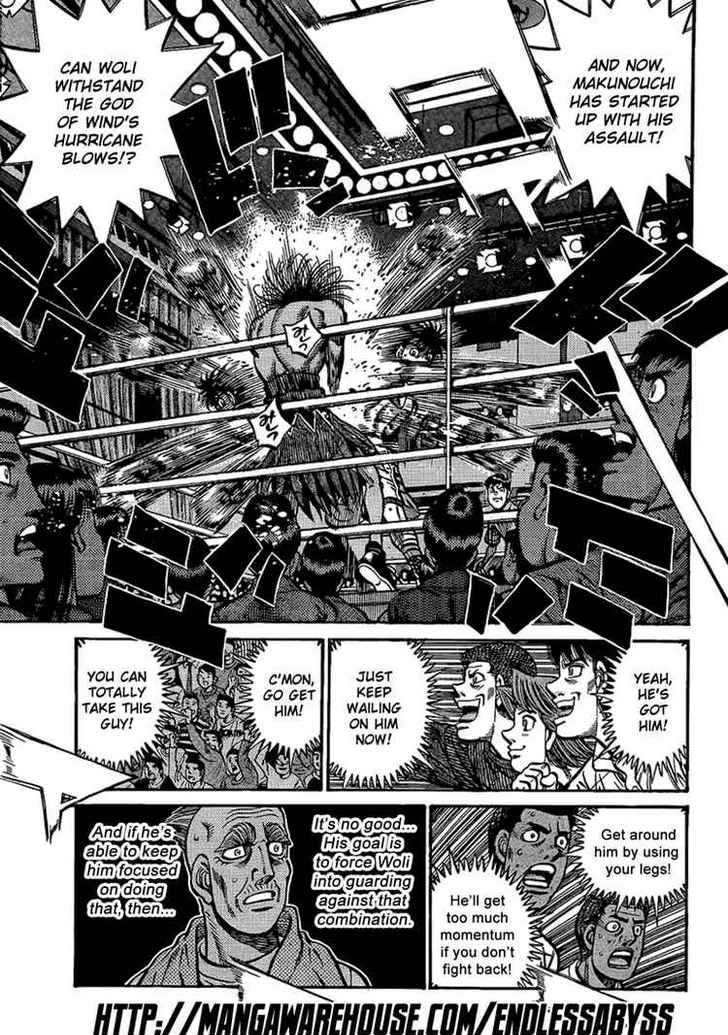 AND NOW,
MAKUNOUCHI
HAS STARTED
UP WITH HIS
ASSAULT!
CAN WOLI
WITHSTAND
THE GOD
OF WIND'S
HURRICANE
BLOWS!?
YEAH,
HE'S
GOT
HIM!
JUST
KEEP
WAILING
ON HIM
NOW!
C'MON,
GO GET
HIM!
YOU CAN
TOTALLY
TAKE THIS
GUY!
Get around
him by using
your legs!
He'll get
too much
momentum
if you don't
fight back!
It's no good...
His goal is
to force Woli
into guarding
against that
combination.
And if he's
able to keep
him focused
on doing
that, then...
HTTP://MANGAWAREHOUSE.COM/ENDLESSABYSS